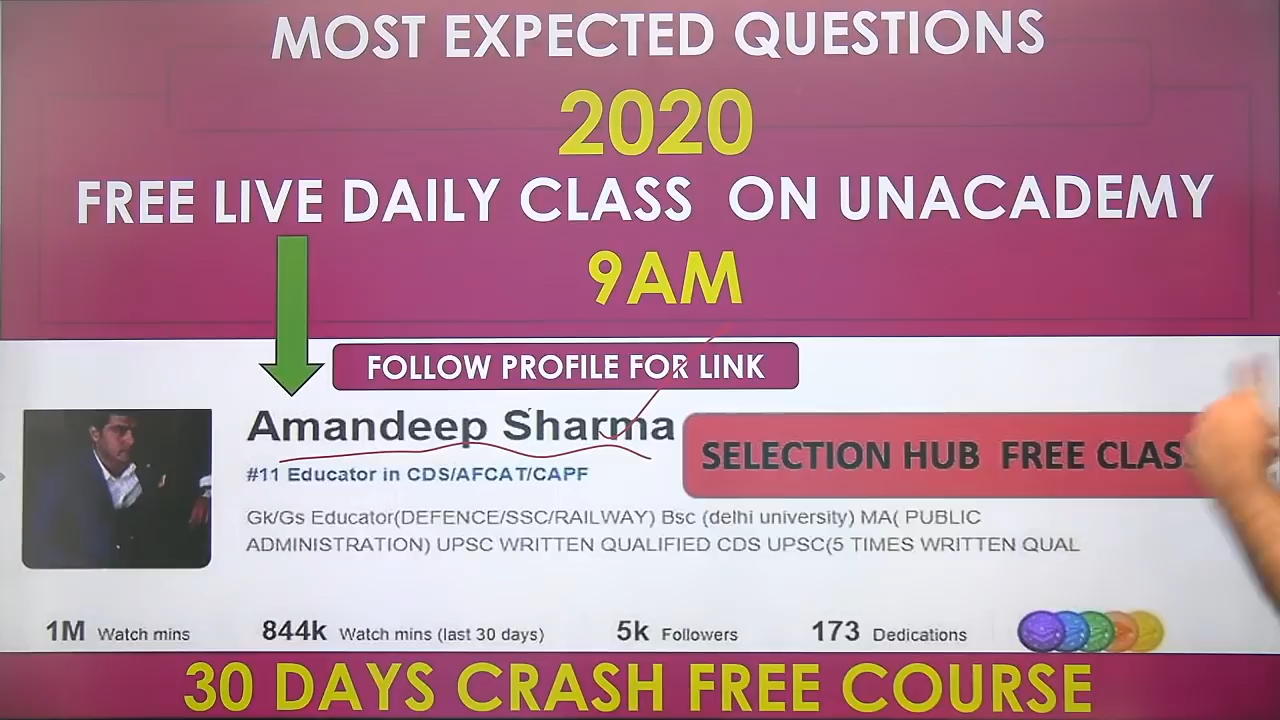 MOST EXPECTED QUESTIONS
2020
FREE LIVE DAILY CLASS ON UNACADEMY
9AM
FOLLOW PROFILE FOR LINK
Amandeep Sharma
#11 Educator in CDS/AFCAT/CAPF
SELECTION HUB FREE CLAS
Gk/Gs Educator(DEFENCE/SSC/RAILWAY) Bsc (delhi university) MA( PUBLIC
ADMINISTRATION) UPSC WRITTEN QUALIFIED CDS UPSC(5 TIMES WRITTEN QUAL
1M Watch mins 844k Watch mins (last 30 days) 5k Followers 173 Dedications
30 DAYS CRASH FREE COURSE